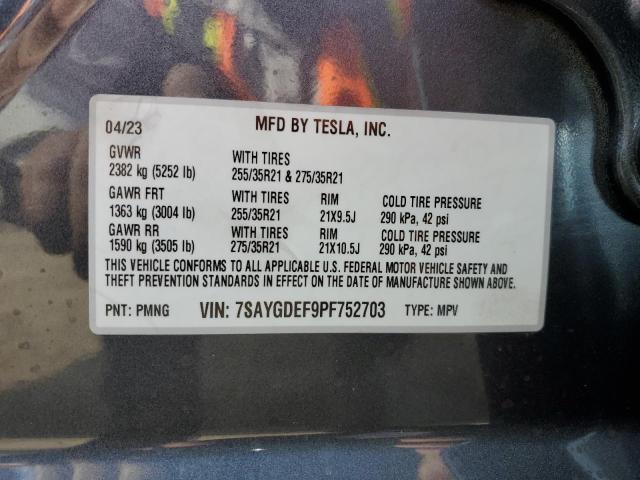 04/23 MFD BY TESLA, INC.
GVWR WITH TIRES
2382 kg (5252 lb) 255/35R21 & 275/35R21
GAWR FRT WITH TIRES RIM COLD TIRE PRESSURE
1363 kg (3004 lb) 255/35R21 21X9.5J 290 kPa, 42 psi
GAWR RR WITH TIRES RIM COLD TIRE PRESSURE
1590 kg (3505 lb) 275/35R21 21X10.5J 290 kPa, 42 psi
THIS VEHICLE CONFORMS TO ALL APPLICABLE U.S. FEDERAL MOTOR VEHICLE SAFETY AND
THEFT PREVENTION STANDARDS IN EFFECT ON THE DATE OF MANUFACTURE SHOWN ABOVE.
PNT: PMNG VIN: 7SAYGDEF9PF752703 TYPE: MPV